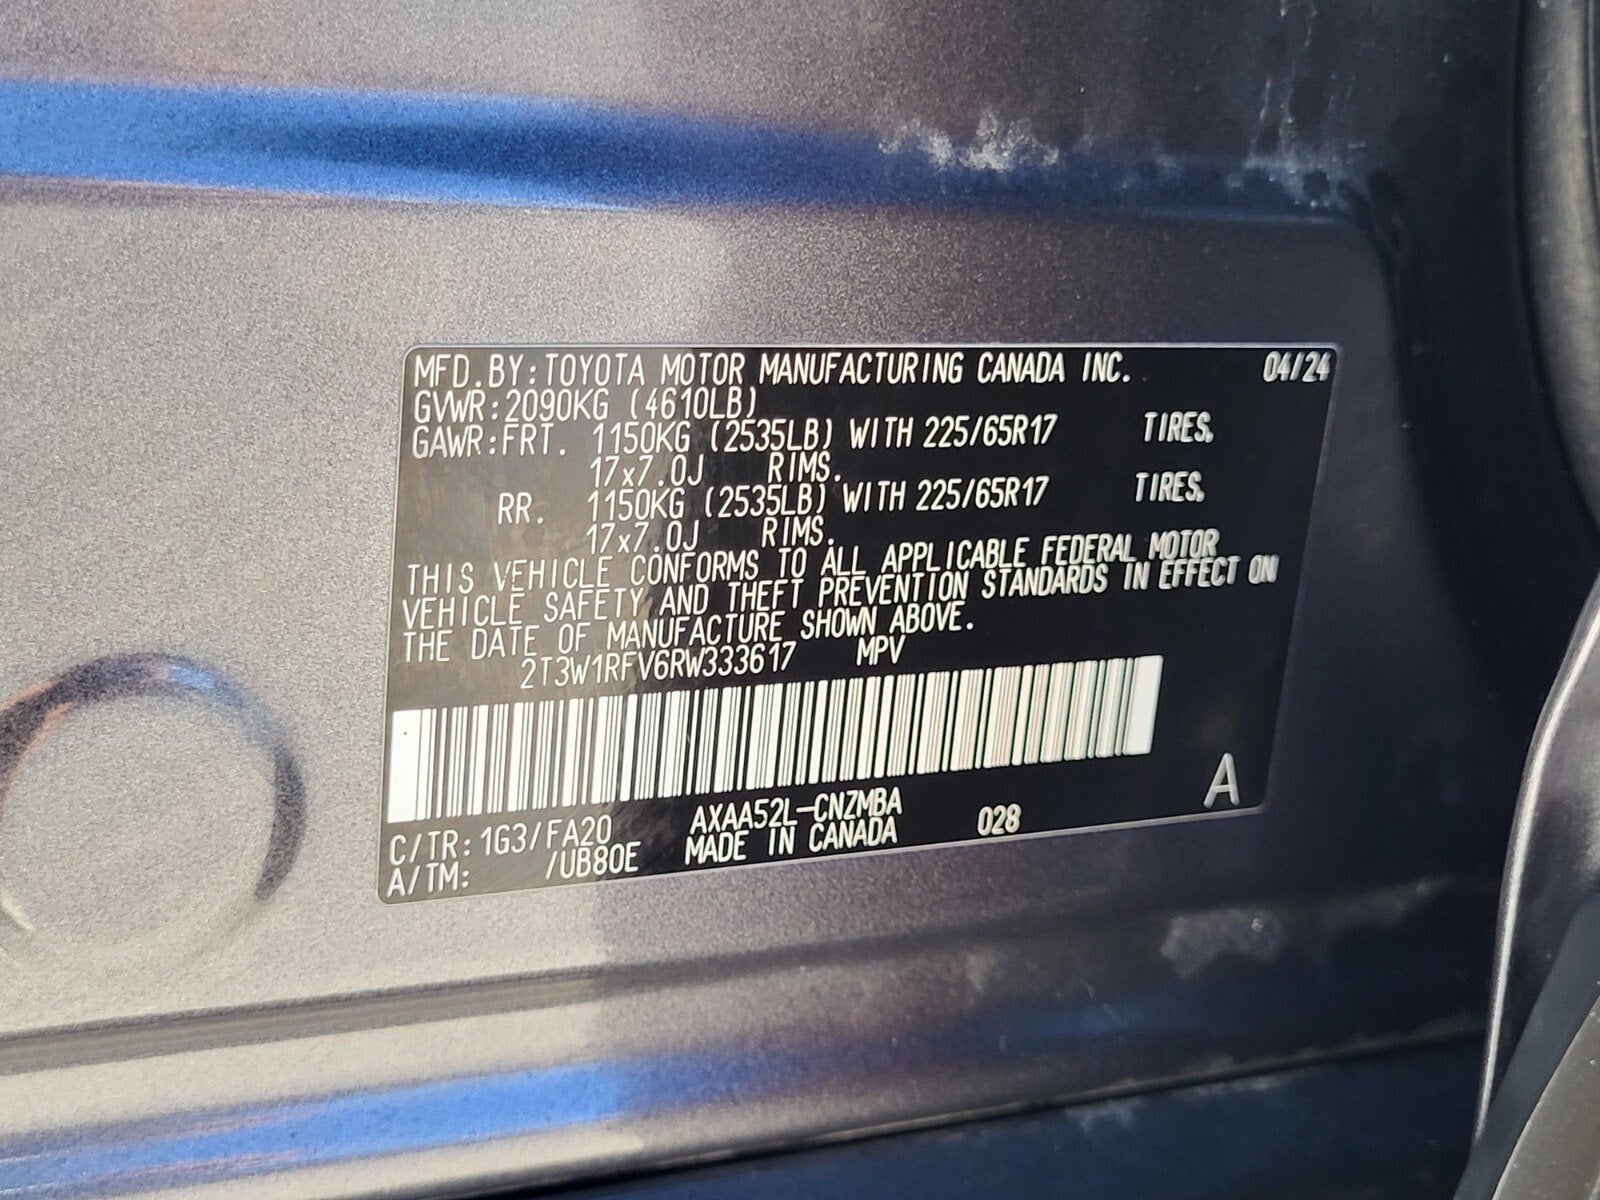 MFD.BY:TOYOTA MOTOR MANUFACTURING CANADA INC. 04/24
GVWR:2090KG (4610LB)
GAWR:FRT. 1150KG (2535LB) WITH 225/65R17 TIRES.
17x7.0J RIMS.
RR. 1150KG (2535LB) WITH 225/65R17 TIRES.
17x7.0J RIMS.
THIS VEHICLE CONFORMS TO ALL APPLICABLE FEDERAL MOTOR
VEHICLE SAFETY AND THEFT PREVENTION STANDARDS IN EFFECT ON
THE DATE OF MANUFACTURE SHOWN ABOVE.
2T3W1RFV6RW333617 MPV
C/TR:1G3/FA20 AXAA52L-CNZMBA 028 A
A/TM: /UB80E MADE IN CANADA